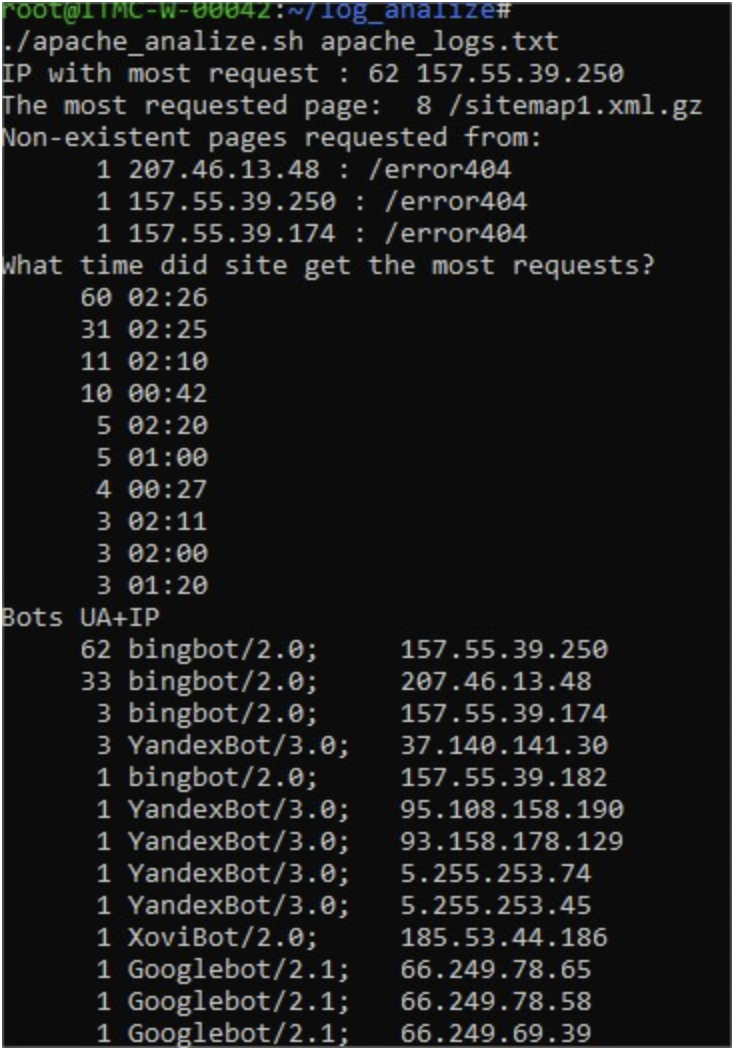 root@ITMC-W-00042:~/log_analize#
./apache_analize.sh apache_logs.txt
IP with most request : 62 157.55.39.250
The most requested page:  8 /sitemap1.xml.gz
Non-existent pages requested from:
      1 207.46.13.48 : /error404
      1 157.55.39.250 : /error404
      1 157.55.39.174 : /error404
What time did site get the most requests?
     60 02:26
     31 02:25
     11 02:10
     10 00:42
      5 02:20
      5 01:00
      4 00:27
      3 02:11
      3 02:00
      3 01:20
Bots UA+IP
     62 bingbot/2.0;     157.55.39.250
     33 bingbot/2.0;     207.46.13.48
      3 bingbot/2.0;     157.55.39.174
      3 YandexBot/3.0;   37.140.141.30
      1 bingbot/2.0;     157.55.39.182
      1 YandexBot/3.0;   95.108.158.190
      1 YandexBot/3.0;   93.158.178.129
      1 YandexBot/3.0;   5.255.253.74
      1 YandexBot/3.0;   5.255.253.45
      1 XoviBot/2.0;     185.53.44.186
      1 Googlebot/2.1;   66.249.78.65
      1 Googlebot/2.1;   66.249.78.58
      1 Googlebot/2.1;   66.249.69.39